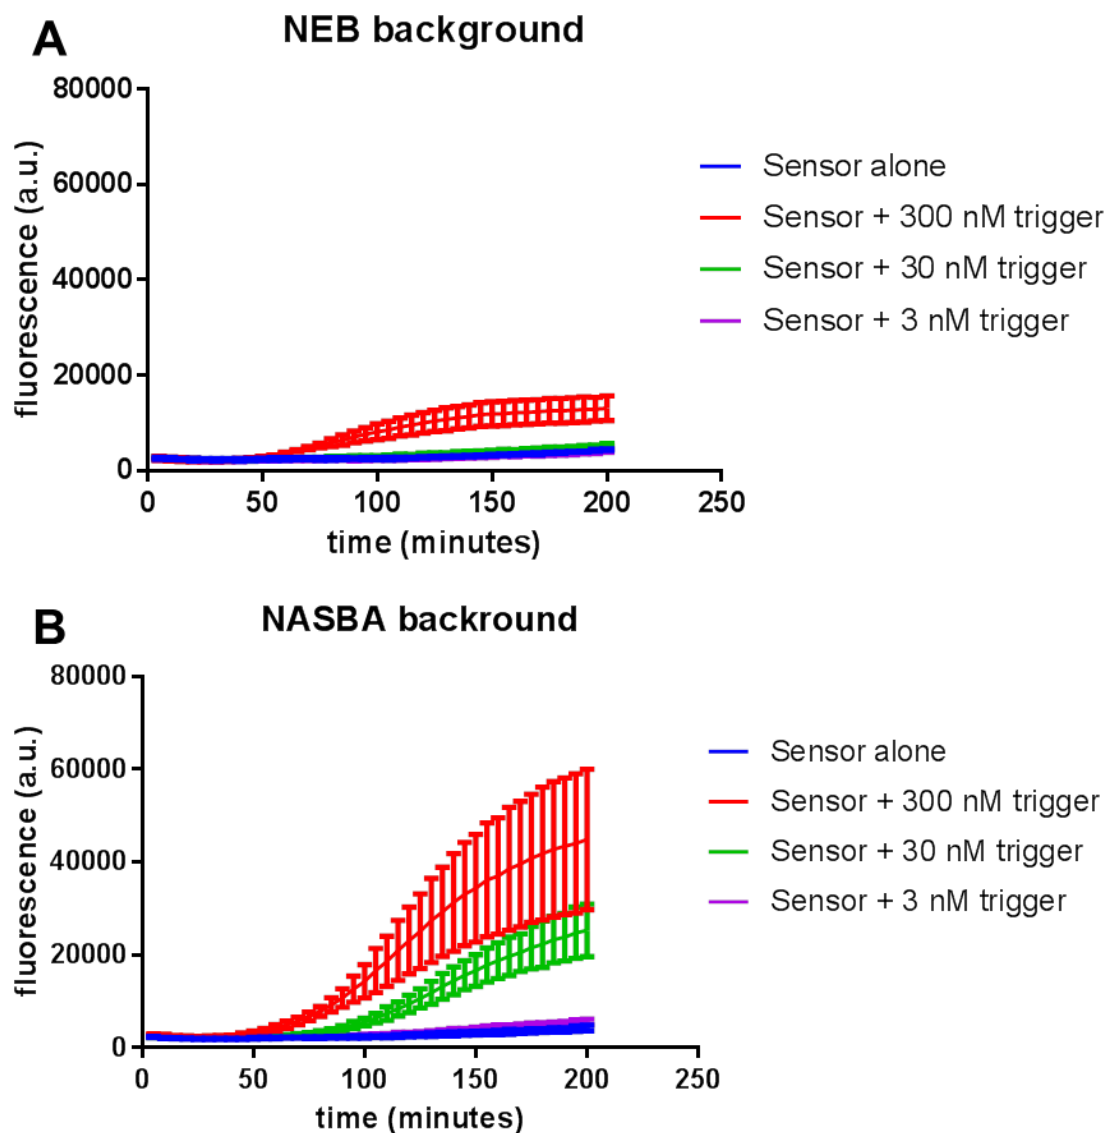 A
NEB background
80000
60000
40000
20000
0
fluorescence (a.u.)
0 50 100 150 200 250
time (minutes)
Sensor alone
Sensor + 300 nM trigger
Sensor + 30 nM trigger
Sensor + 3 nM trigger
B
NASBA backround
80000
60000
40000
20000
0
fluorescence (a.u.)
0 50 100 150 200 250
time (minutes)
Sensor alone
Sensor + 300 nM trigger
Sensor + 30 nM trigger
Sensor + 3 nM trigger